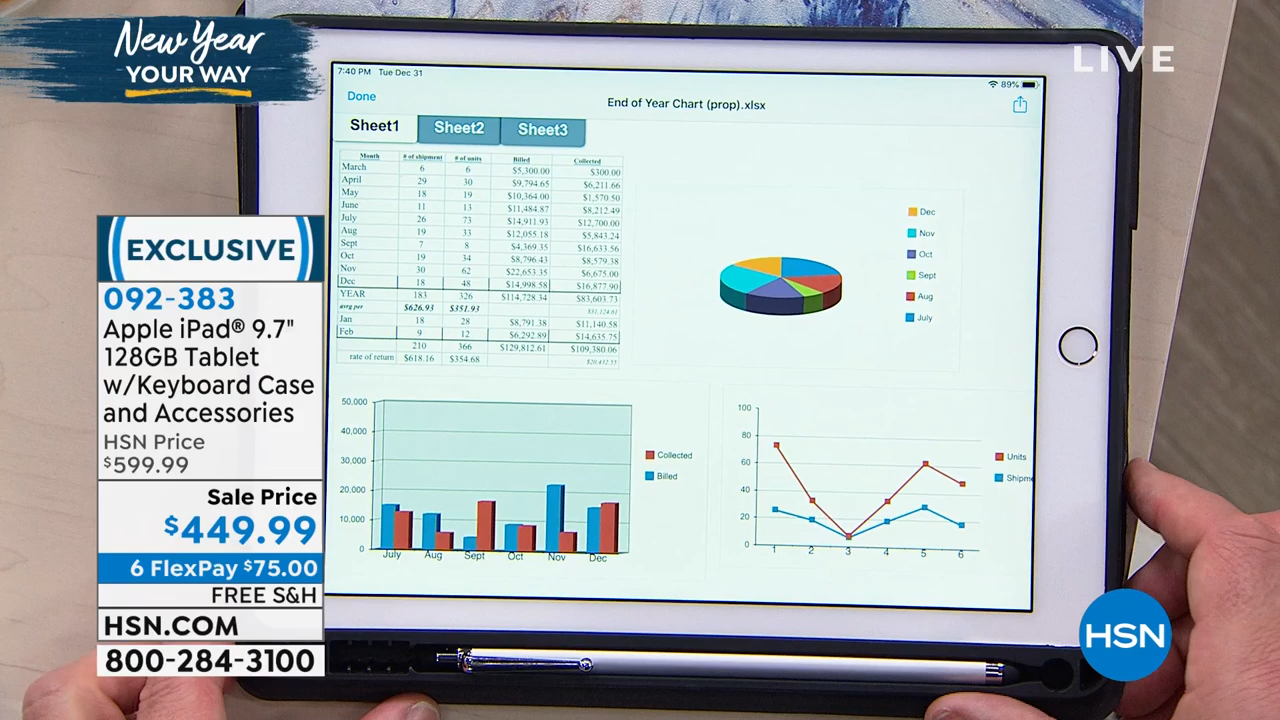 New Year
YOUR WAY
LIVE
EXCLUSIVE
092-383
Apple iPad® 9.7"
128GB Tablet
w/Keyboard Case
and Accessories
HSN Price
$599.99
Sale Price
$449.99
6 FlexPay $75.00
FREE S&H
HSN.COM
800-284-3100
7:40 PM Tue Dec 31
89%
Done
End of Year Chart (prop).xlsx
Sheet1 Sheet2 Sheet3
Month # of shipment # of units Billed Collected
March 6 6 $5,300.00 $300.00
April 29 30 $9,794.65 $6,211.66
May 18 19 $10,364.00 $1,570.50
June 11 13 $11,484.87 $8,212.49
July 26 73 $14,911.93 $12,700.00
Aug 19 33 $12,055.18 $5,843.24
Sept 7 8 $4,369.35 $16,633.56
Oct 19 34 $8,796.43 $8,579.38
Nov 30 62 $22,653.35 $6,675.00
Dec 18 48 $14,998.58 $16,877.90
YEAR 183 326 $114,728.34 $83,603.73
avrg per $626.93 $351.93
Jan 18 28 $8,791.38 $11,140.58
Feb 9 12 $6,292.89 $14,635.75
210 366 $129,812.61 $109,380.06
rate of return $618.16 $354.68
Dec
Nov
Oct
Sept
Aug
July
50,000
40,000
30,000
20,000
10,000
0
July Aug Sept Oct Nov Dec
Collected
Billed
100
80
60
40
20
0
1 2 3 4 5 6
Units
Shipme
HSN